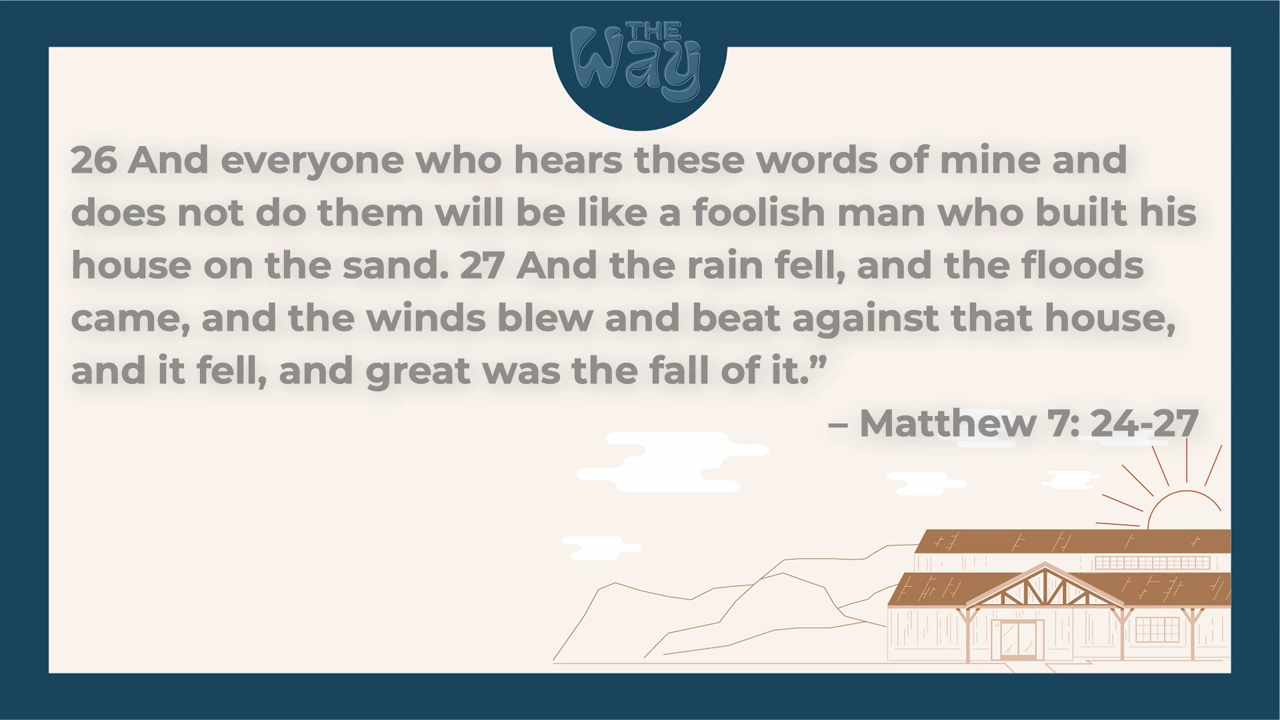 THE
Way
26 And everyone who hears these words of mine and
does not do them will be like a foolish man who built his
house on the sand. 27 And the rain fell, and the floods
came, and the winds blew and beat against that house,
and it fell, and great was the fall of it.”
– Matthew 7: 24-27